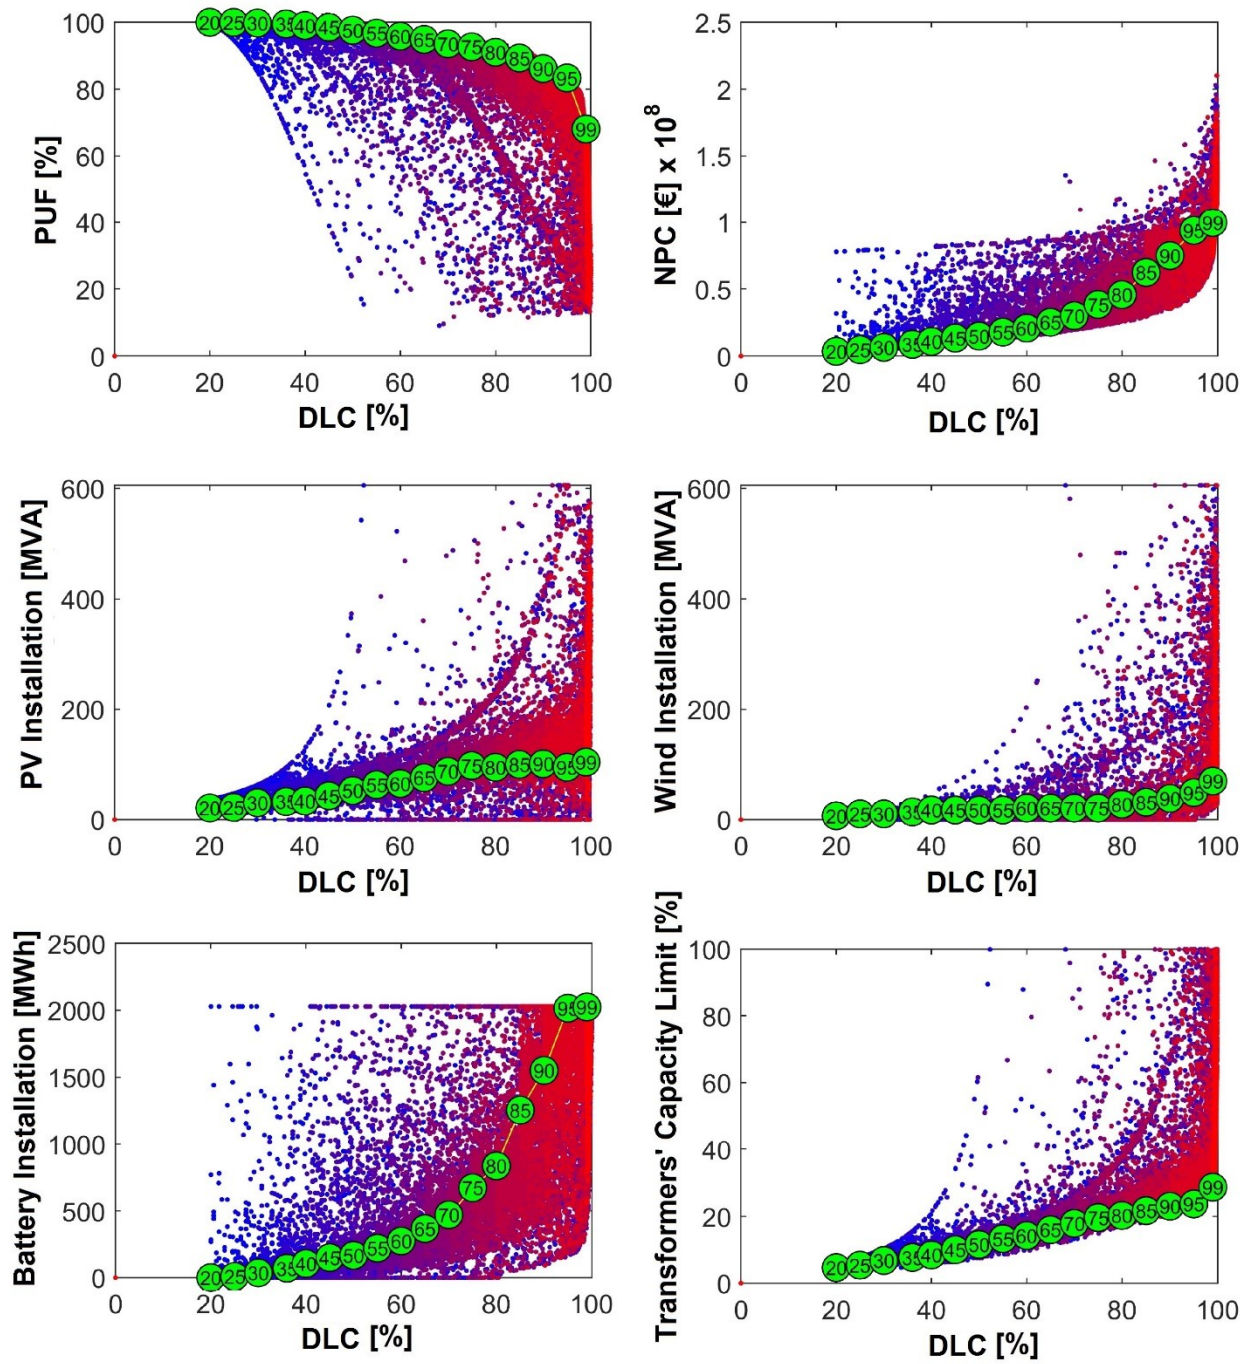 100
80
60
40
20
0
PUF [%]
20 25 30 35 40 45 50 55 60 65 70 75 80 85 90 95 99
0 20 40 60 80 100
DLC [%]
2.5
2
1.5
1
0.5
0
NPC [€] x 10⁸
20 25 30 35 40 45 50 55 60 65 70 75 80 85 90 95 99
0 20 40 60 80 100
DLC [%]
600
400
200
0
PV Installation [MVA]
20 25 30 35 40 45 50 55 60 65 70 75 80 85 90 95 99
0 20 40 60 80 100
DLC [%]
600
400
200
0
Wind Installation [MVA]
20 25 30 35 40 45 50 55 60 65 70 75 80 85 90 95 99
0 20 40 60 80 100
DLC [%]
2500
2000
1500
1000
500
0
Battery Installation [MWh]
20 25 30 35 40 45 50 55 60 65 70 75 80 85 90 95 99
0 20 40 60 80 100
DLC [%]
100
80
60
40
20
0
Transformers' Capacity Limit [%]
20 25 30 35 40 45 50 55 60 65 70 75 80 85 90 95 99
0 20 40 60 80 100
DLC [%]